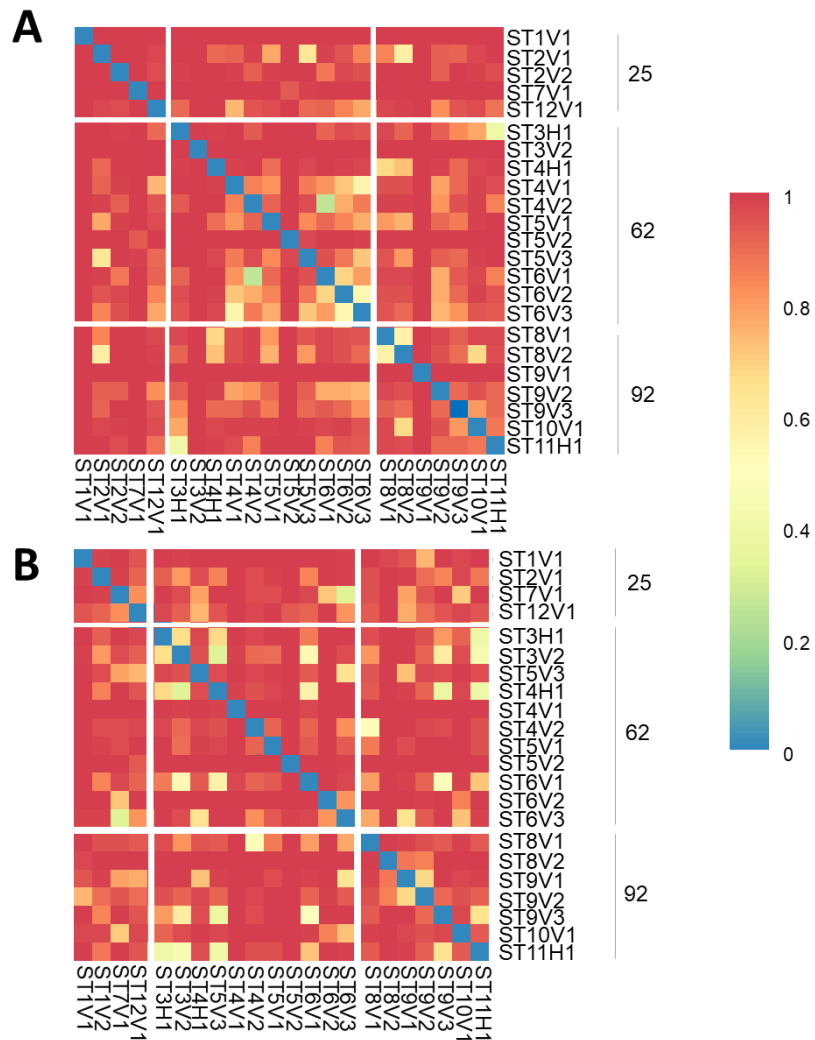 A
ST1V1
ST2V1
ST2V2
ST7V1
ST12V1
25
ST3H1
ST3V2
ST4H1
ST4V1
ST4V2
ST5V1
ST5V2
ST5V3
ST6V1
ST6V2
ST6V3
62
ST8V1
ST8V2
ST9V1
ST9V2
ST9V3
ST10V1
ST11H1
92
ST1V1
ST2V1
ST2V2
ST7V1
ST12V1
ST3H1
ST3V2
ST4H1
ST4V1
ST4V2
ST5V1
ST5V2
ST5V3
ST6V1
ST6V2
ST6V3
ST8V1
ST8V2
ST9V1
ST9V2
ST9V3
ST10V1
ST11H1
1
0.8
0.6
0.4
0.2
0
B
ST1V1
ST2V1
ST7V1
ST12V1
25
ST3H1
ST3V2
ST5V3
ST4H1
ST4V1
ST4V2
ST5V1
ST5V2
ST6V1
ST6V2
ST6V3
62
ST8V1
ST8V2
ST9V1
ST9V2
ST9V3
ST10V1
ST11H1
92
ST1V1
ST1V2
ST7V1
ST12V1
ST3H1
ST3V2
ST4H1
ST5V3
ST4V1
ST4V2
ST5V1
ST5V2
ST6V1
ST6V2
ST6V3
ST8V1
ST8V2
ST9V1
ST9V2
ST9V3
ST10V1
ST11H1